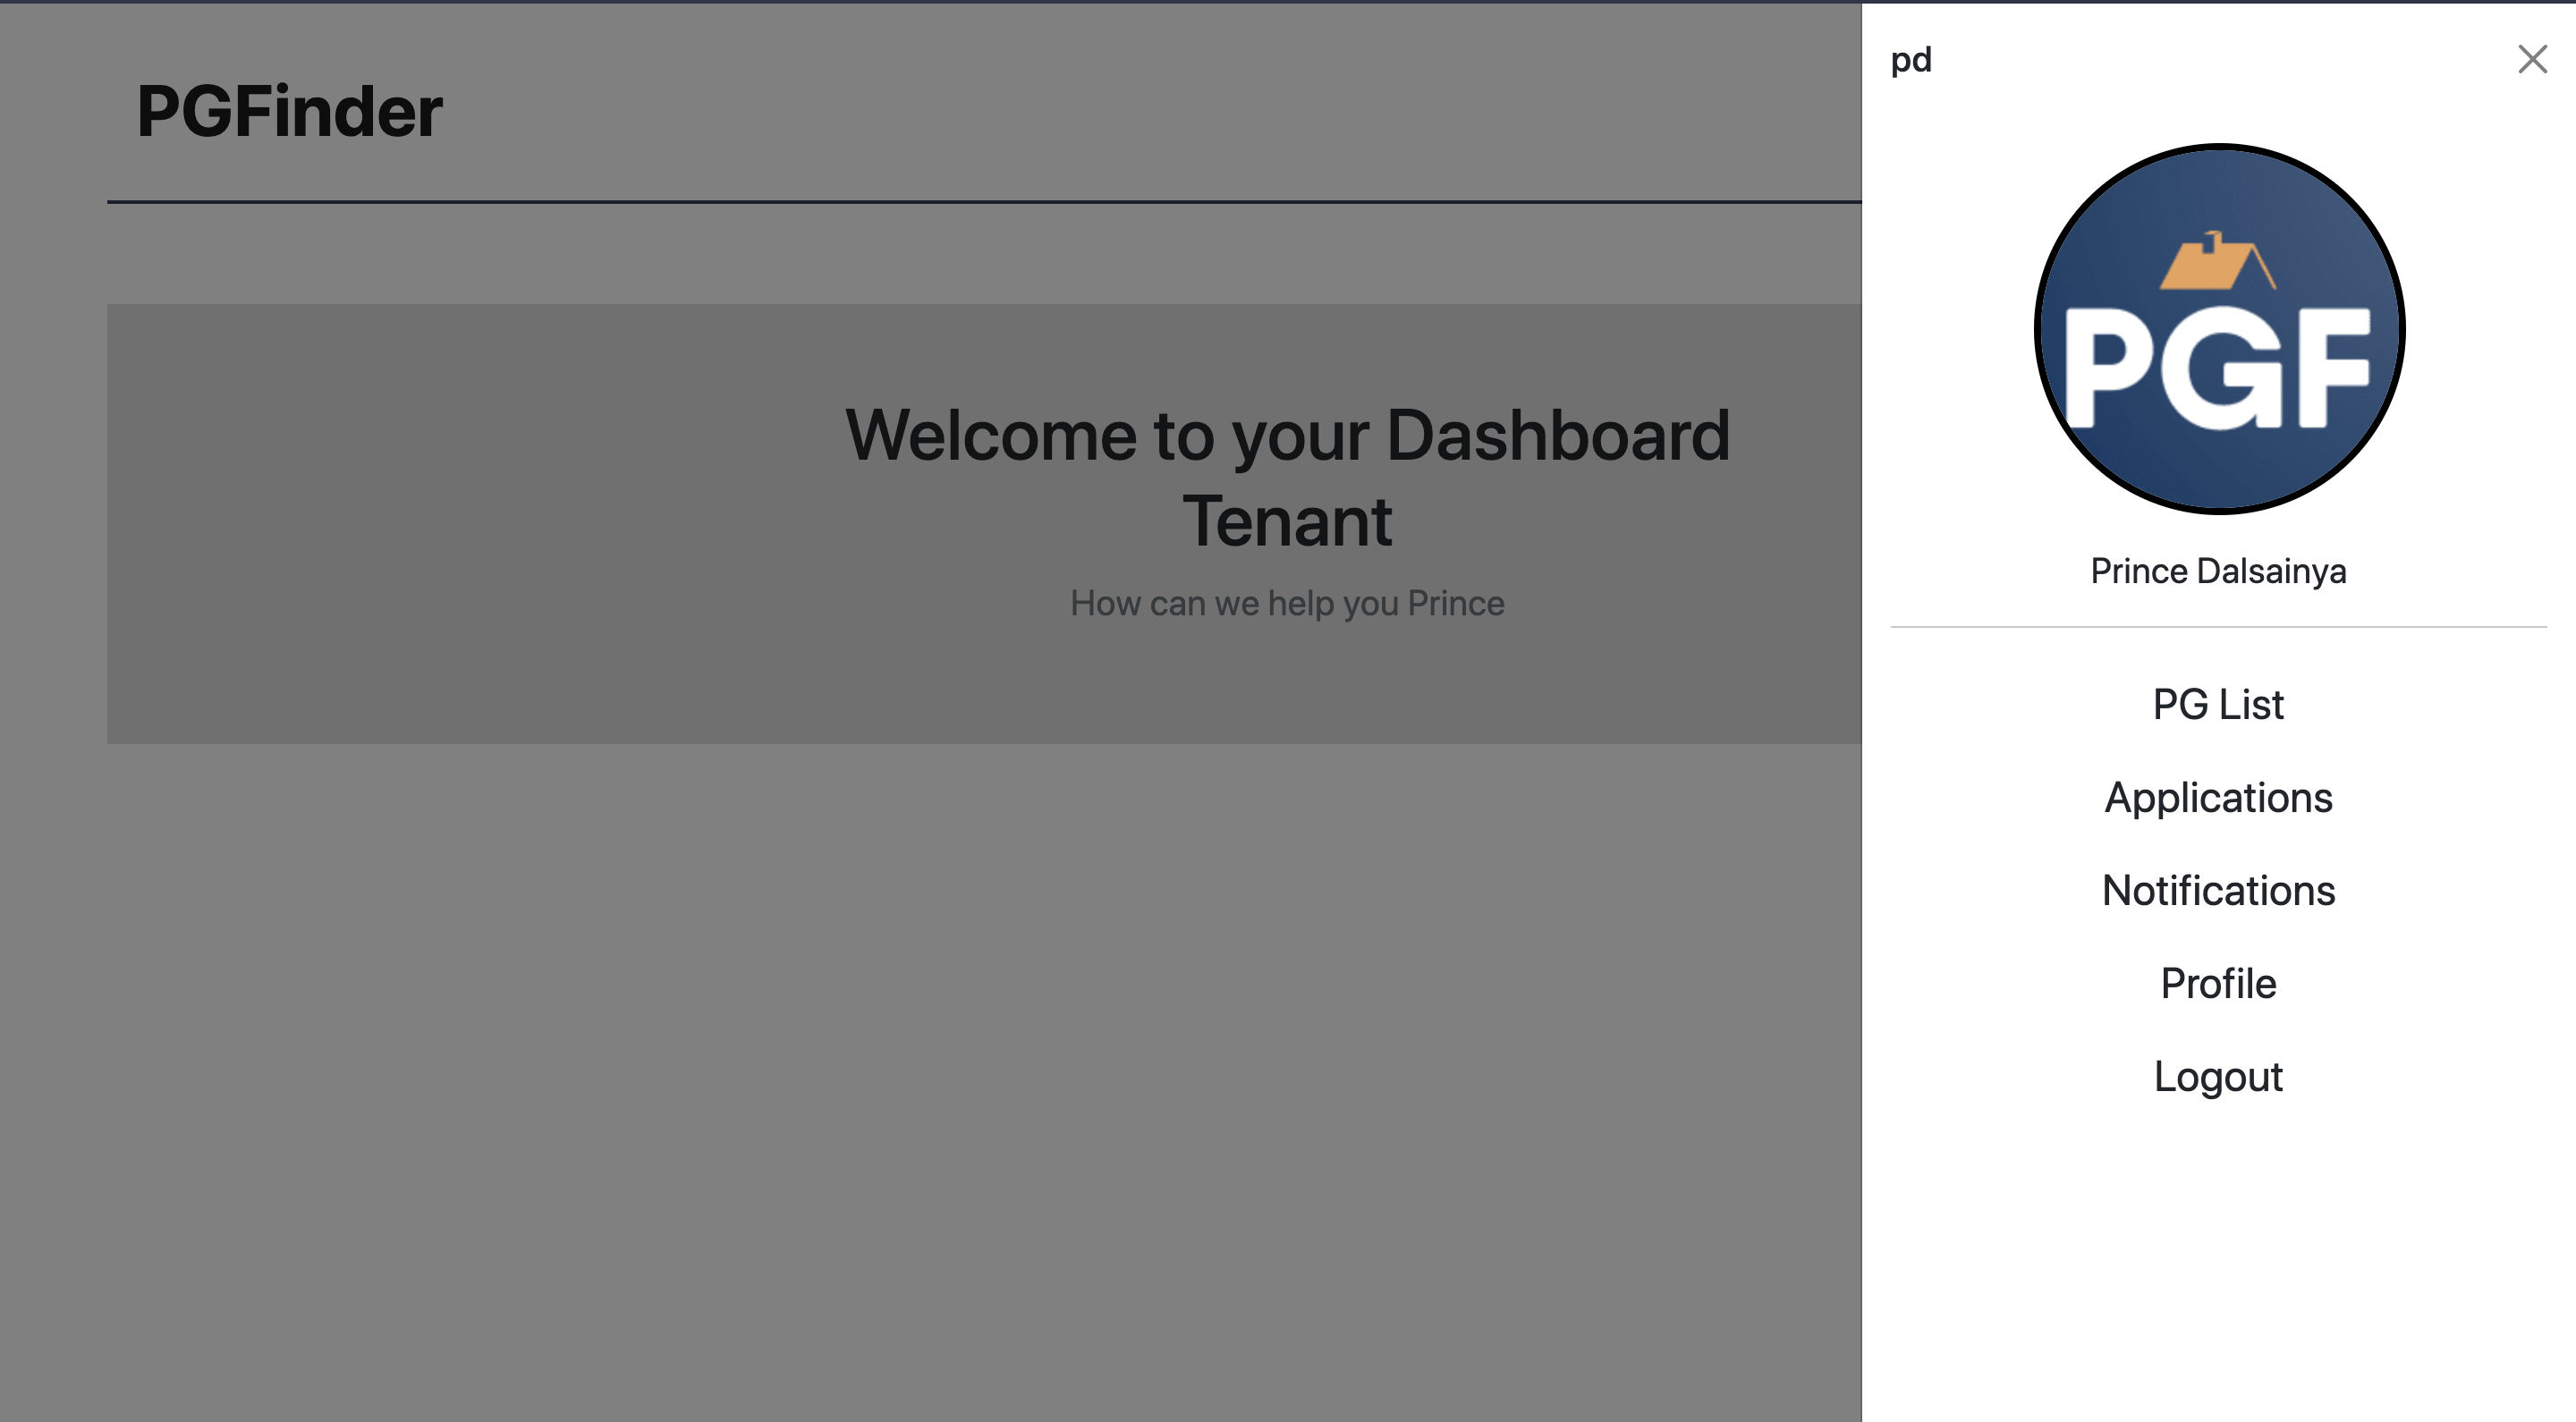 PGFinder
Welcome to your Dashboard
Tenant
How can we help you Prince
pd
PGF
Prince Dalsainya
PG List
Applications
Notifications
Profile
Logout